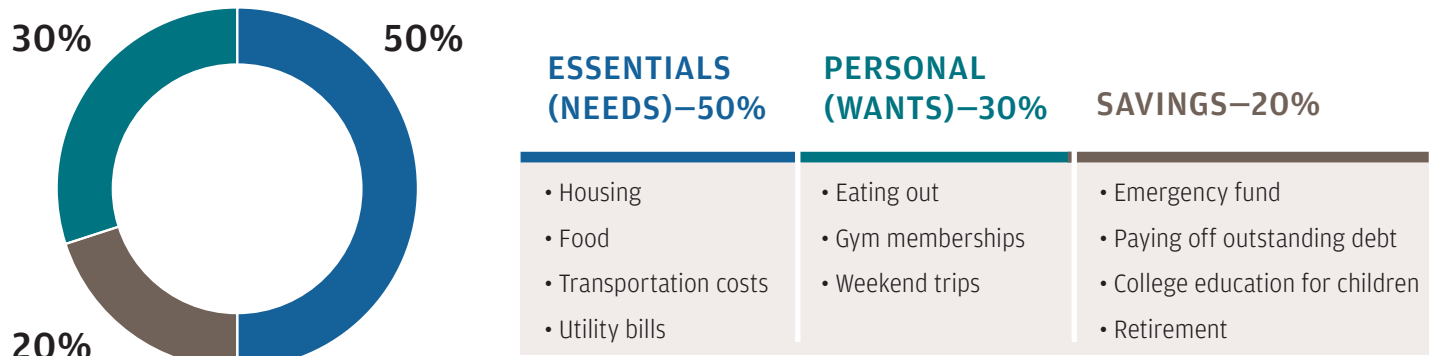 30%
50%
20%
ESSENTIALS
(NEEDS)—50%
• Housing
• Food
• Transportation costs
• Utility bills
PERSONAL
(WANTS)—30%
• Eating out
• Gym memberships
• Weekend trips
SAVINGS—20%
• Emergency fund
• Paying off outstanding debt
• College education for children
• Retirement